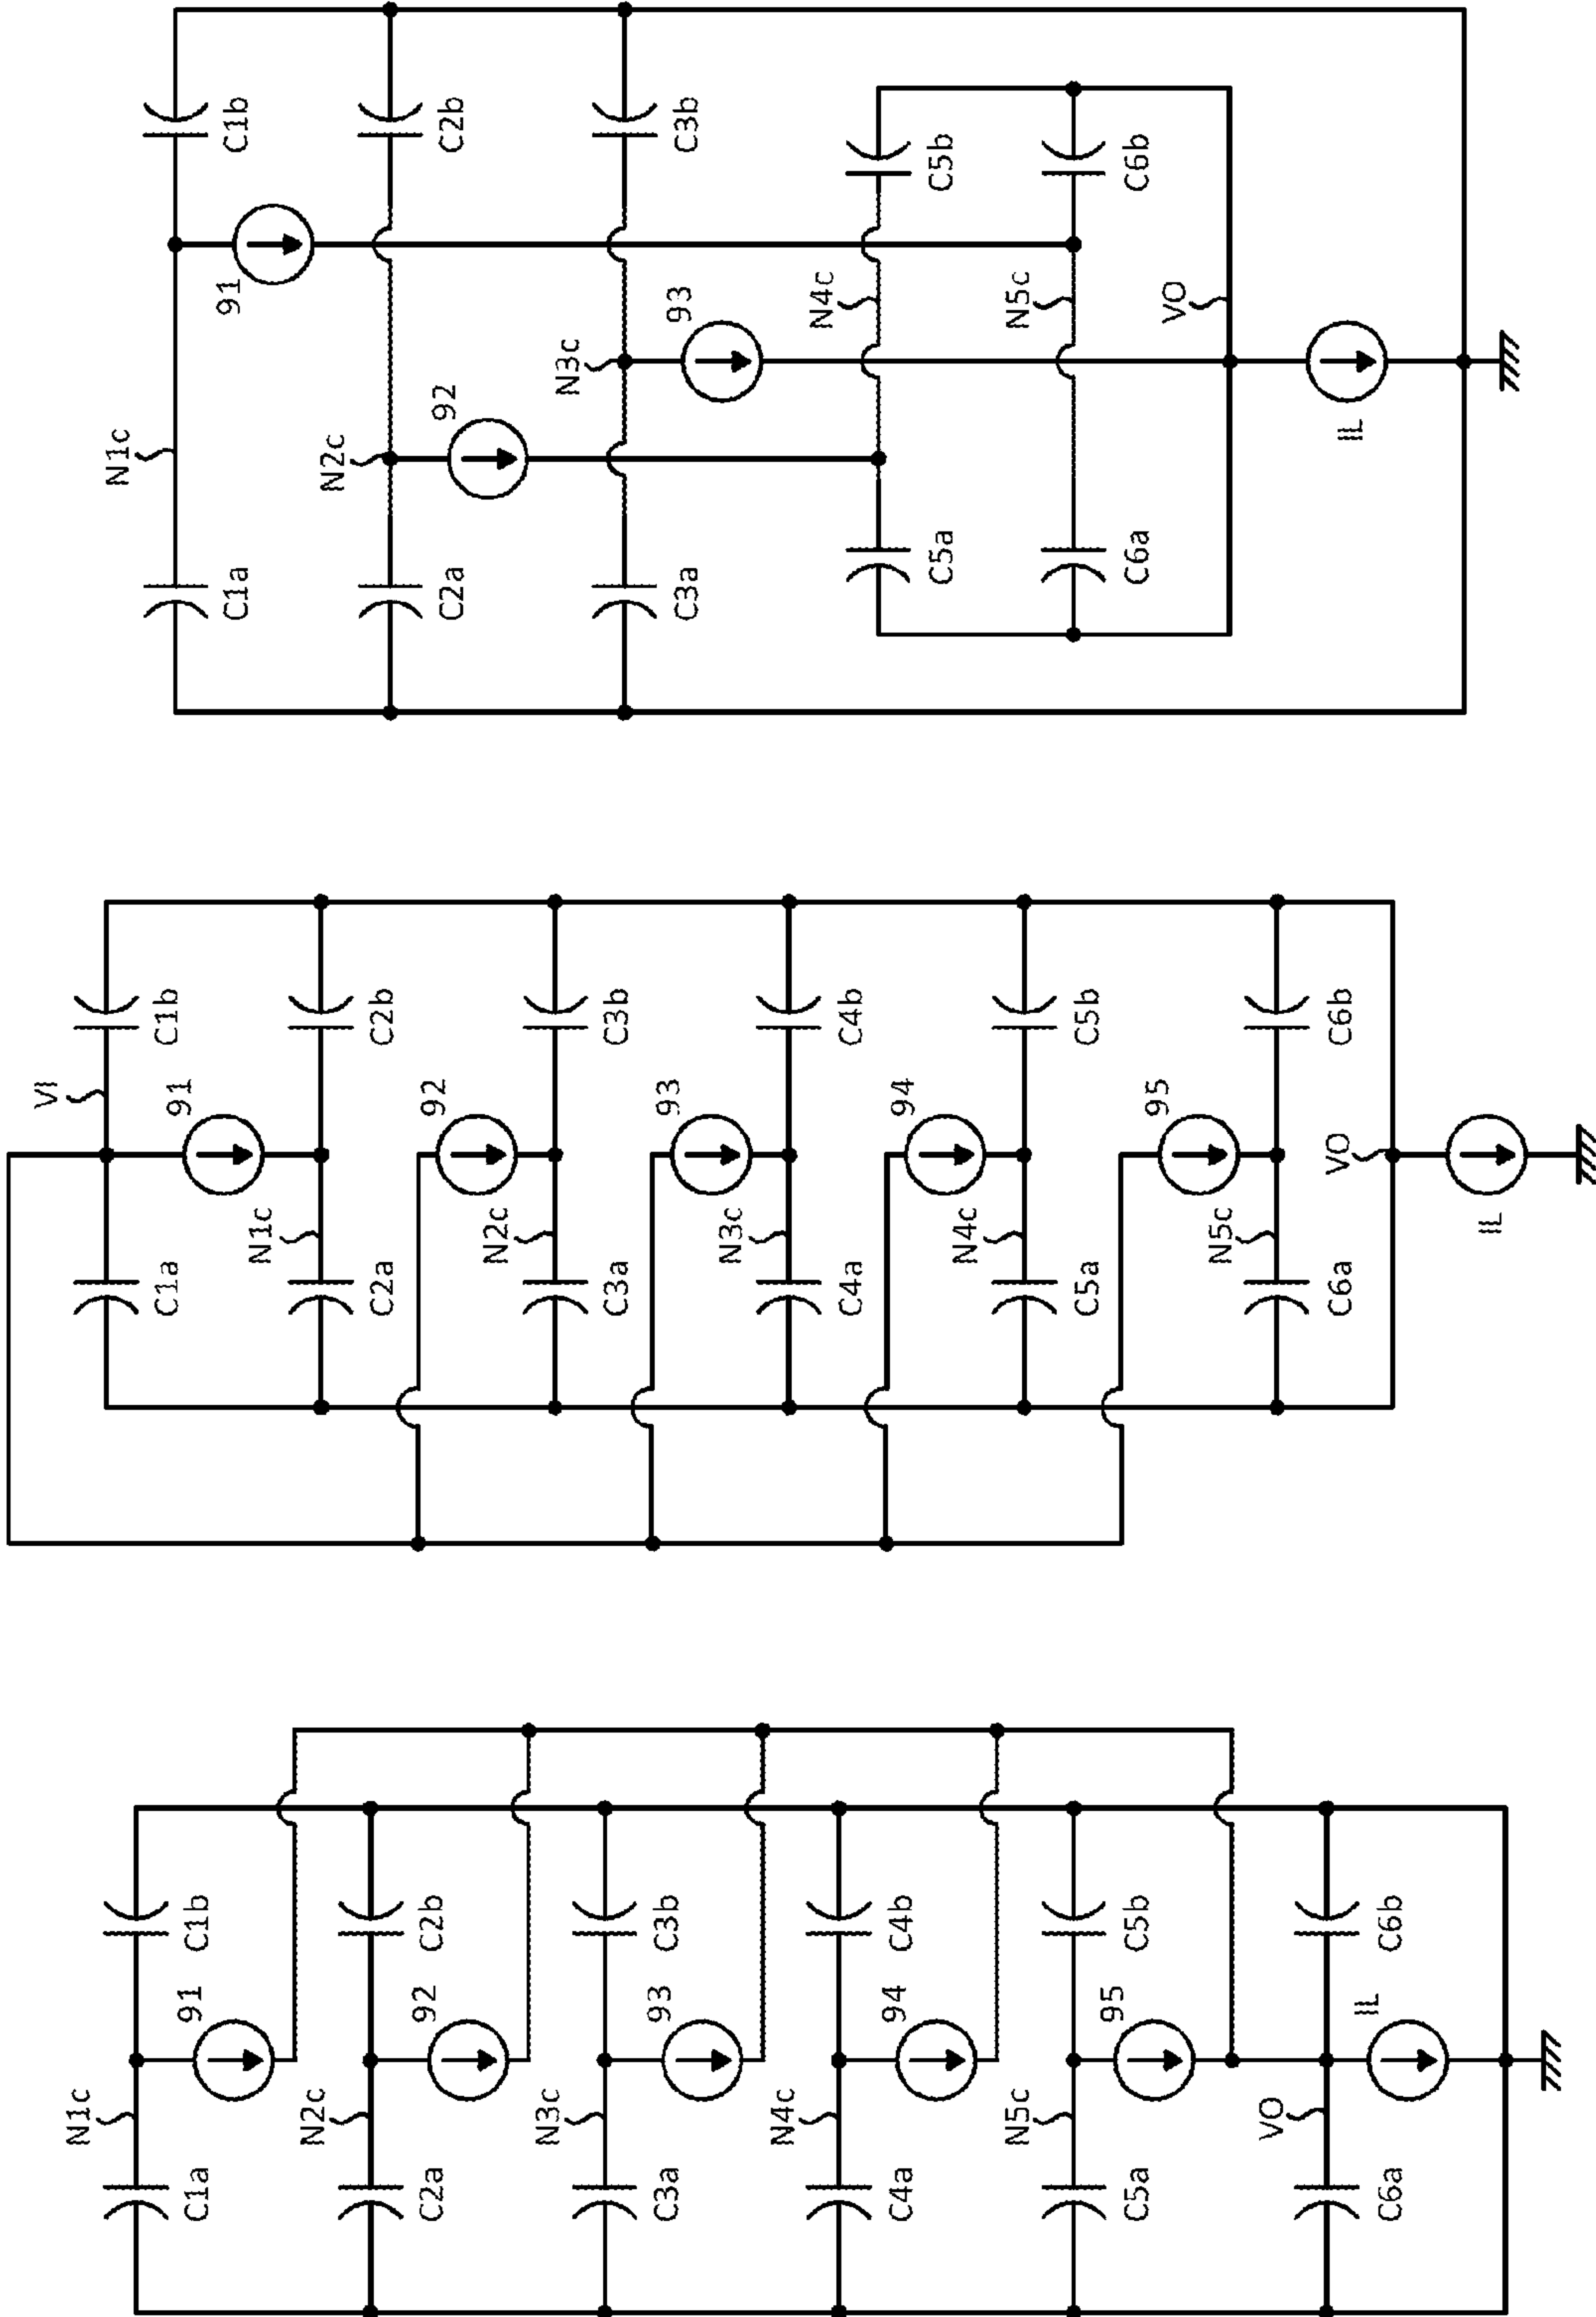 N1c
C1a
91
C1b
N2c
C2a
92
C2b
N3c
C3a
93
C3b
N4c
C4a
94
C4b
N5c
C5a
95
C5b
VO
IL
C6a
C6b
VI
C1a
91
C1b
N1c
C2a
C2b
92
N2c
C3a
C3b
93
N3c
C4a
C4b
94
N4c
C5a
C5b
95
N5c
C6a
C6b
VO
IL
N1c
C1a
91
C1b
N2c
C2a
92
C2b
N3c
C3a
93
C3b
N4c
C5a
C5b
N5c
C6a
C6b
VO
IL